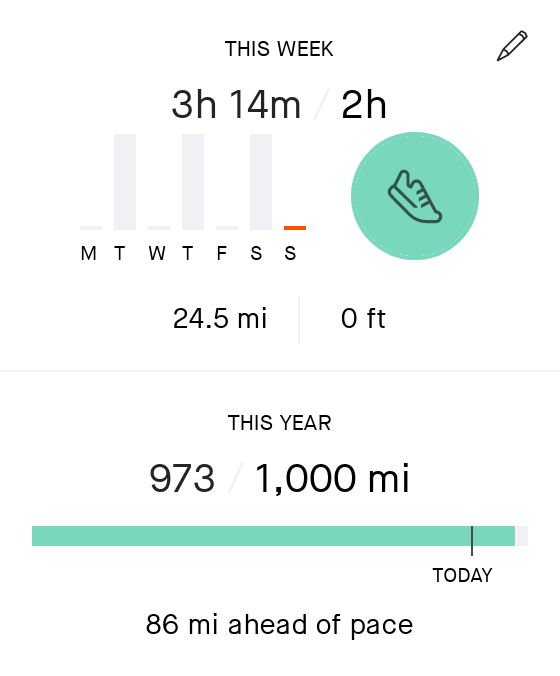 THIS WEEK
3h 14m / 2h
M T W T F S S
24.5 mi 0 ft
THIS YEAR
973 / 1,000 mi
TODAY
86 mi ahead of pace